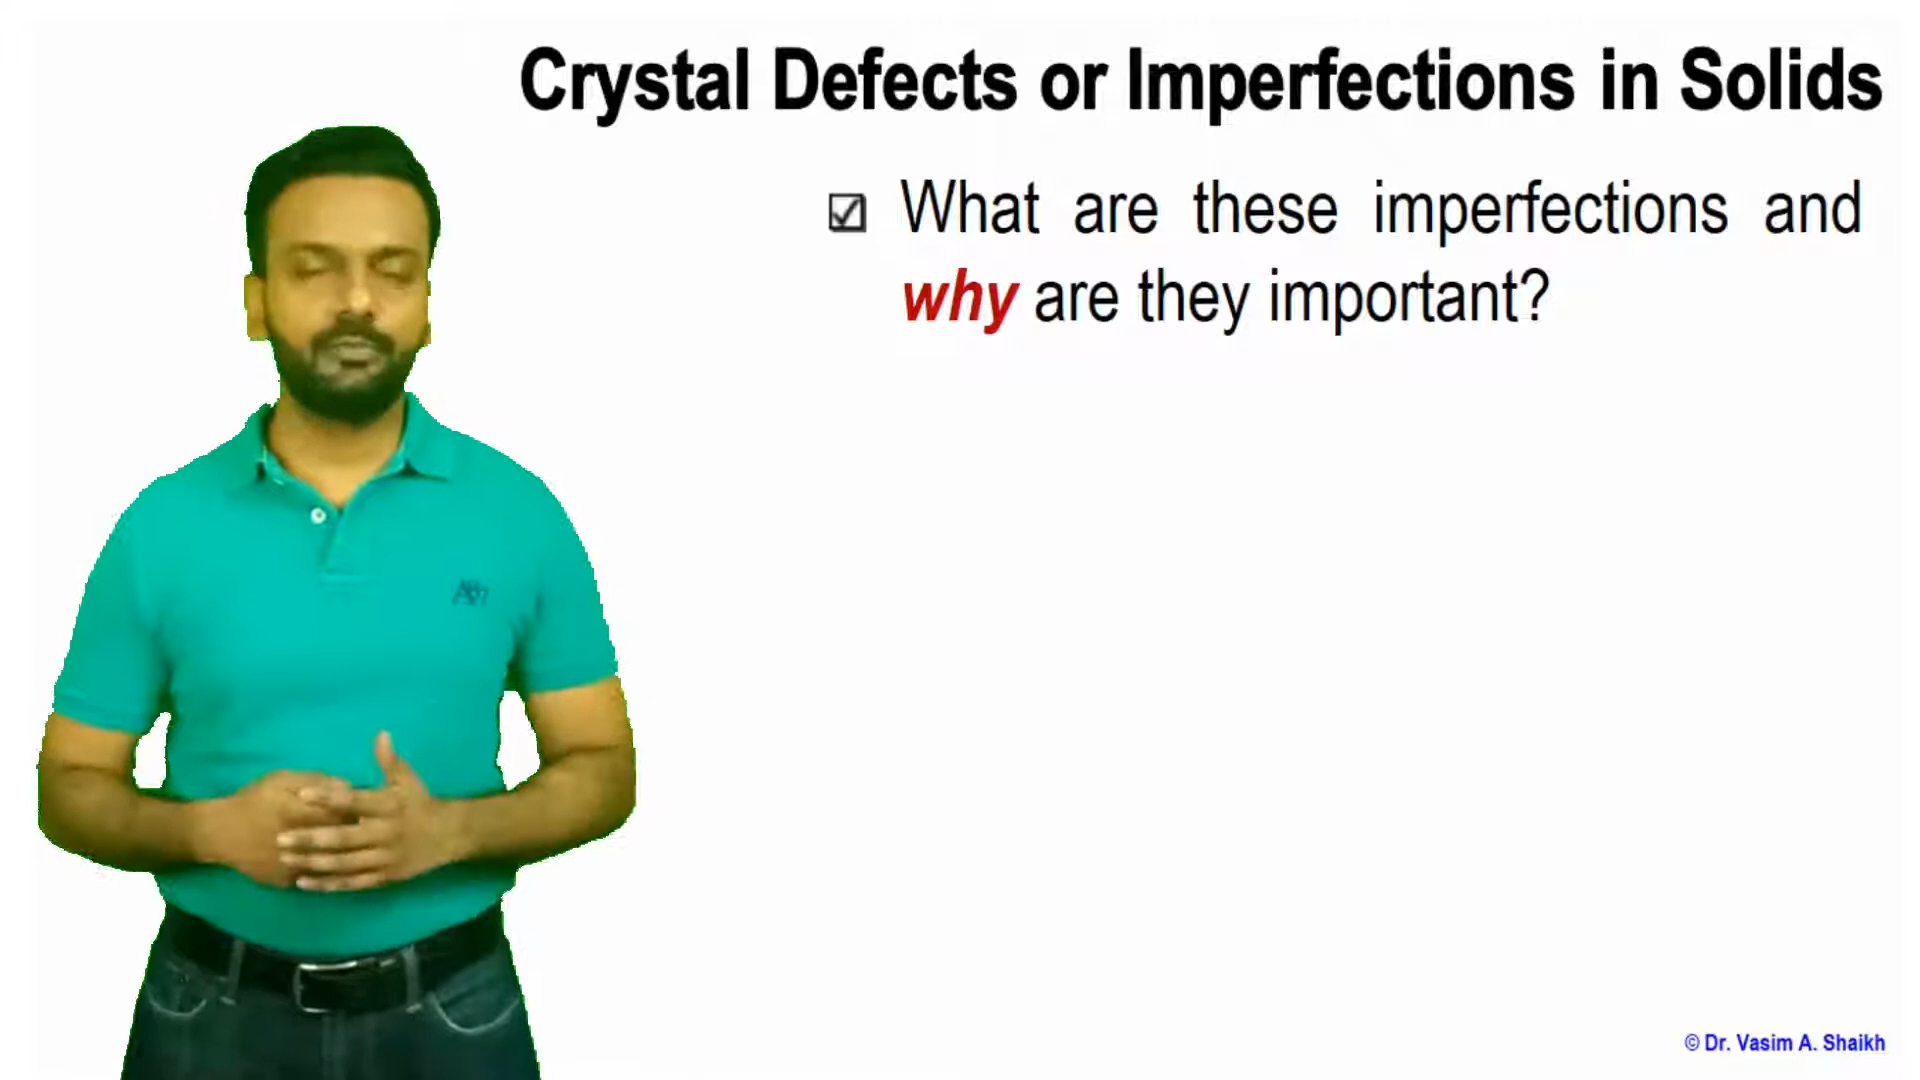 Crystal Defects or Imperfections in Solids
What are these imperfections and
why are they important?
© Dr. Vasim A. Shaikh